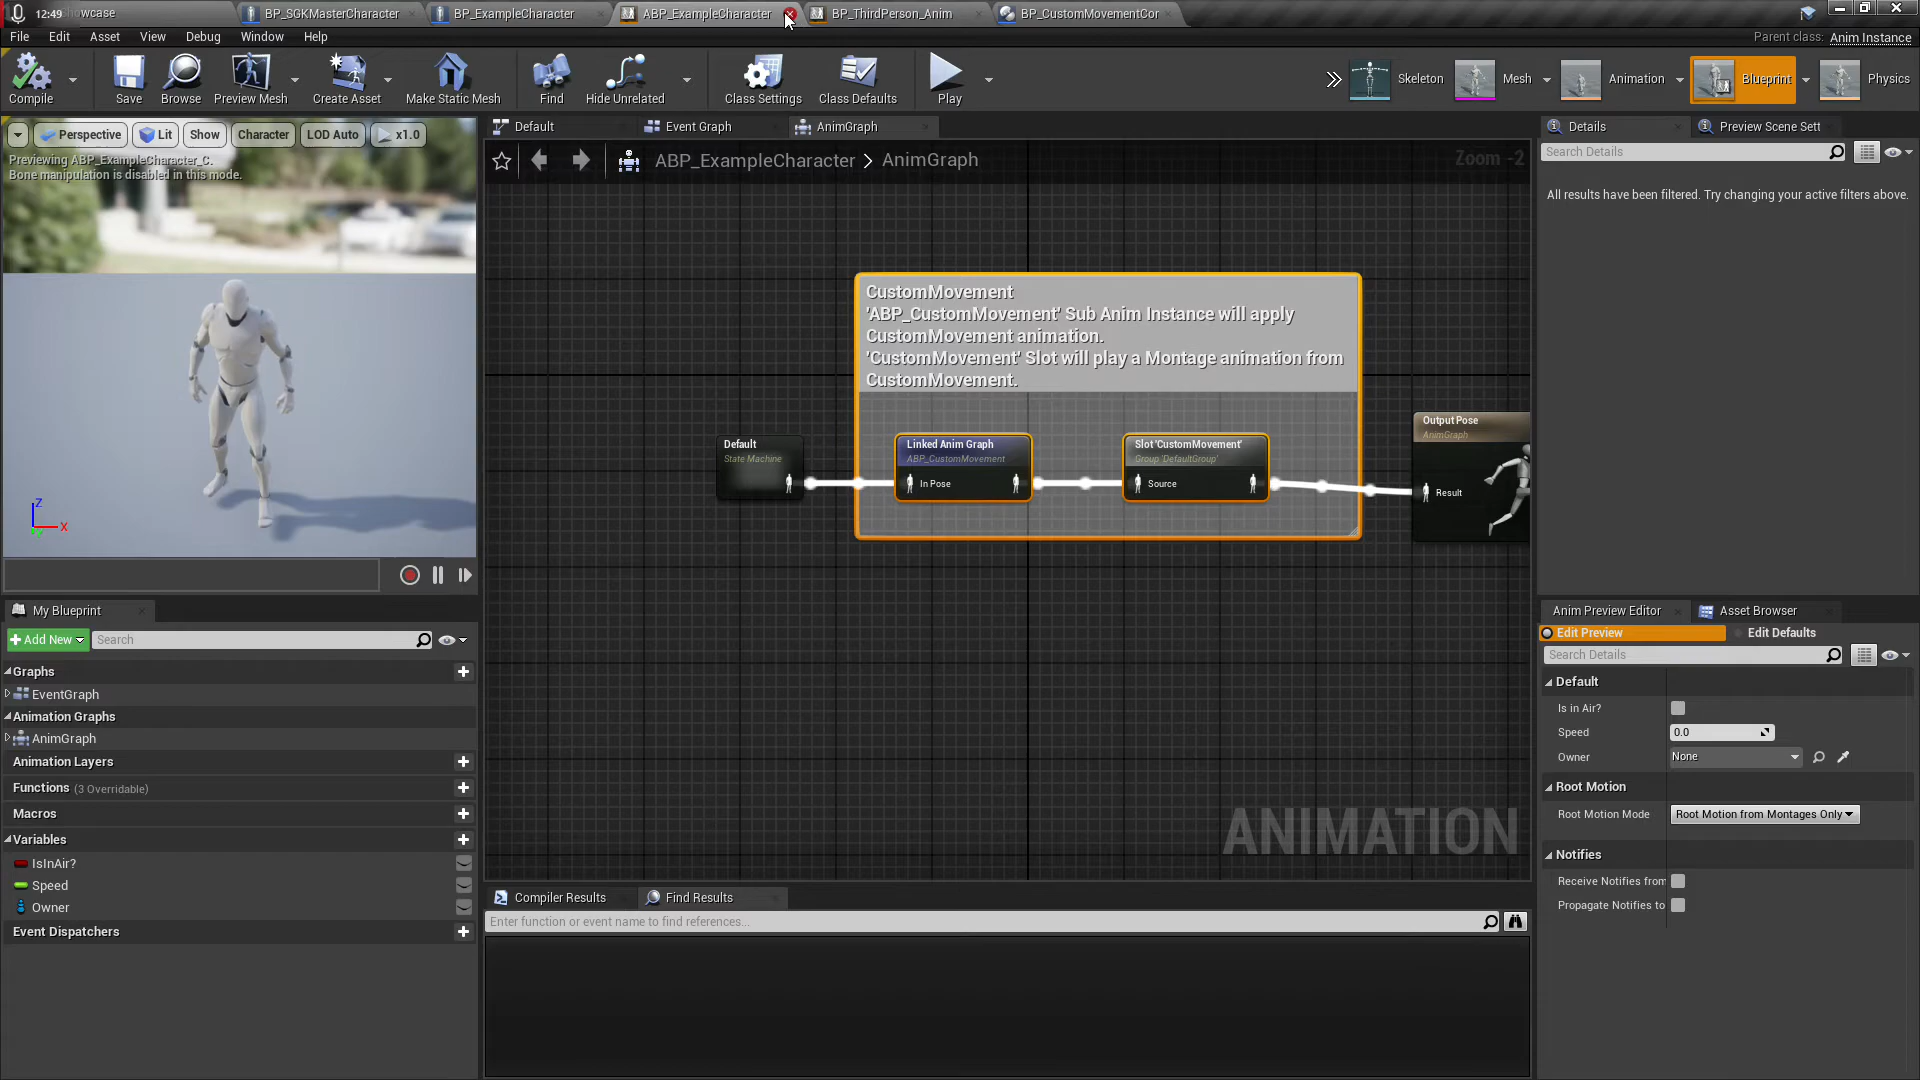 12:49
howcase
BP_SGKMasterCharacter
BP_ExampleCharacter
ABP_ExampleCharacter
BP_ThirdPerson_Anim
BP_CustomMovementCor
File
Edit
Asset
View
Debug
Window
Help
Parent class: Anim Instance
Compile
Save
Browse
Preview Mesh
Create Asset
Make Static Mesh
Find
Hide Unrelated
Class Settings
Class Defaults
Play
Skeleton
Mesh
Animation
Blueprint
Physics
Perspective
Lit
Show
Character
LOD Auto
x1.0
Previewing ABP_ExampleCharacter_C.
Bone manipulation is disabled in this mode.
Z
X
Default
Event Graph
AnimGraph
ABP_ExampleCharacter > AnimGraph
Zoom -2
CustomMovement
'ABP_CustomMovement' Sub Anim Instance will apply
CustomMovement animation.
'CustomMovement' Slot will play a Montage animation from
CustomMovement.
Default
State Machine
Linked Anim Graph
ABP_CustomMovement
In Pose
Slot 'CustomMovement'
Group 'DefaultGroup'
Source
Output Pose
AnimGraph
Result
ANIMATION
Details
Preview Scene Sett
Search Details
All results have been filtered. Try changing your active filters above.
My Blueprint
Add New
Search
Graphs
EventGraph
Animation Graphs
AnimGraph
Animation Layers
Functions (3 Overridable)
Macros
Variables
IsInAir?
Speed
Owner
Event Dispatchers
Compiler Results
Find Results
Enter function or event name to find references...
Anim Preview Editor
Asset Browser
Edit Preview
Edit Defaults
Search Details
Default
Is in Air?
Speed
0.0
Owner
None
Root Motion
Root Motion Mode
Root Motion from Montages Only
Notifies
Receive Notifies from
Propagate Notifies to